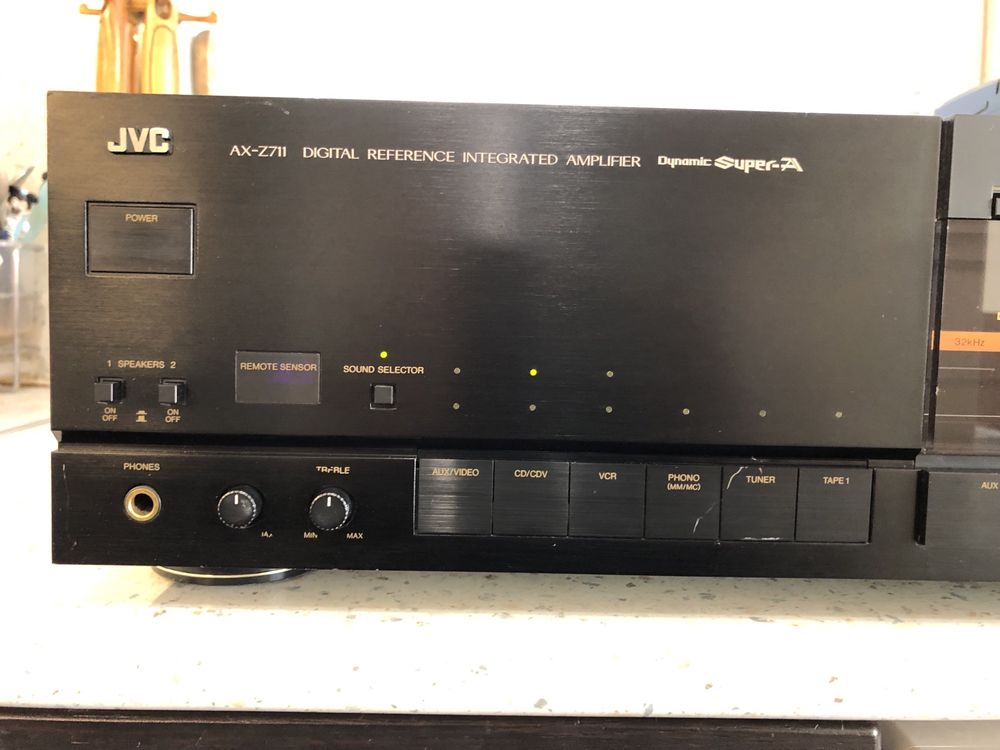 JVC
AX-Z711 DIGITAL REFERENCE INTEGRATED AMPLIFIER Dynamic Super-A
POWER
32kHz
1 SPEAKERS 2
REMOTE SENSOR
SOUND SELECTOR
ON
OFF
ON
OFF
PHONES
TREBLE
AUX/VIDEO
CD/CDV
VCR
PHONO
(MM/MC)
TUNER
TAPE 1
AUX
MIN
MAX